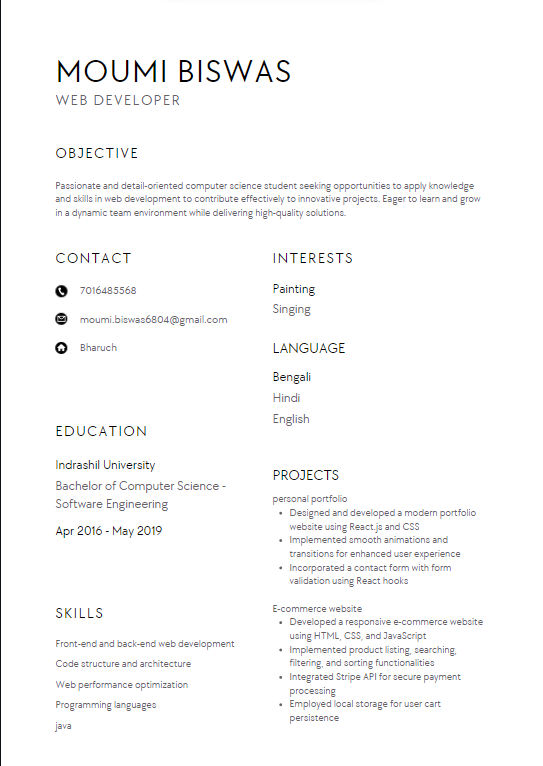 MOUMI BISWAS
WEB DEVELOPER
OBJECTIVE
Passionate and detail-oriented computer science student seeking opportunities to apply knowledge
and skills in web development to contribute effectively to innovative projects. Eager to learn and grow
in a dynamic team environment while delivering high-quality solutions.
CONTACT
7016485568
moumi.biswas6804@gmail.com
Bharuch
EDUCATION
Indrashil University
Bachelor of Computer Science -
Software Engineering
Apr 2016 - May 2019
SKILLS
Front-end and back-end web development
Code structure and architecture
Web performance optimization
Programming languages
java
INTERESTS
Painting
Singing
LANGUAGE
Bengali
Hindi
English
PROJECTS
personal portfolio
• Designed and developed a modern portfolio
website using React.js and CSS
• Implemented smooth animations and
transitions for enhanced user experience
• Incorporated a contact form with form
validation using React hooks
E-commerce website
• Developed a responsive e-commerce website
using HTML, CSS, and JavaScript
• Implemented product listing, searching,
filtering, and sorting functionalities
• Integrated Stripe API for secure payment
processing
• Employed local storage for user cart
persistence